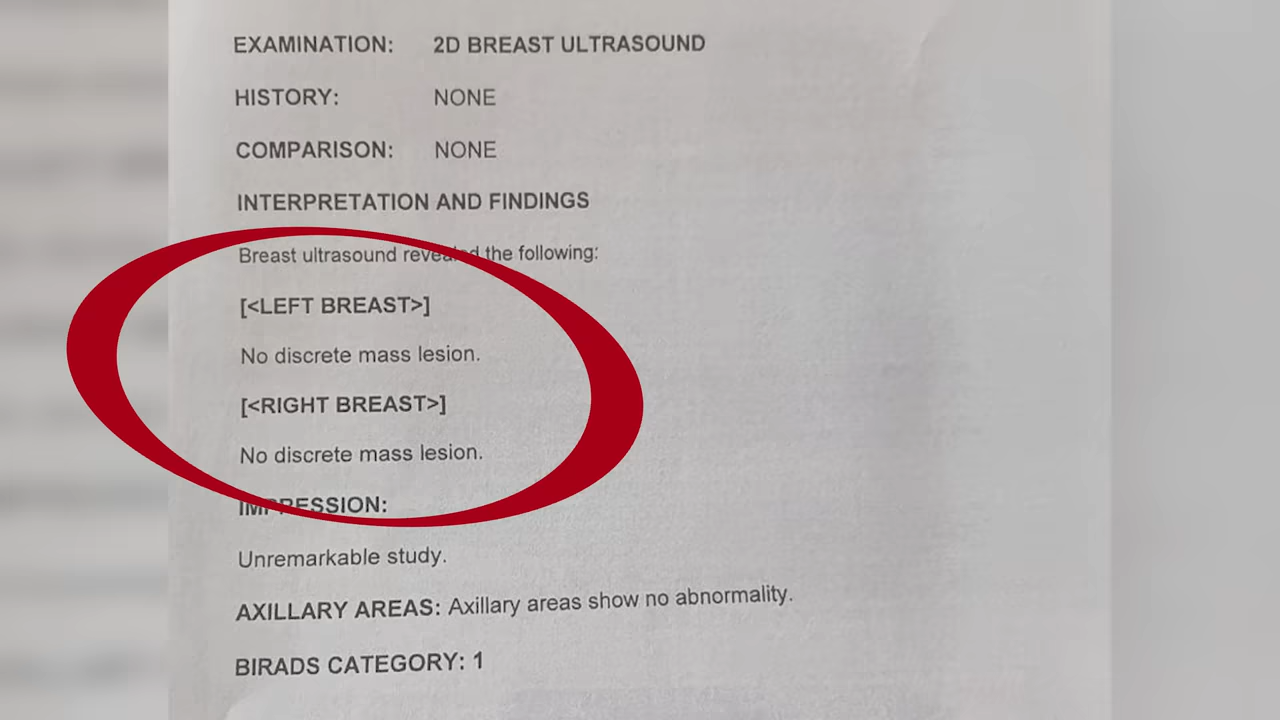 EXAMINATION: 2D BREAST ULTRASOUND
HISTORY: NONE
COMPARISON: NONE
INTERPRETATION AND FINDINGS
Breast ultrasound revealed the following:
[<LEFT BREAST>]
No discrete mass lesion.
[<RIGHT BREAST>]
No discrete mass lesion.
IMPRESSION:
Unremarkable study.
AXILLARY AREAS: Axillary areas show no abnormality.
BIRADS CATEGORY: 1